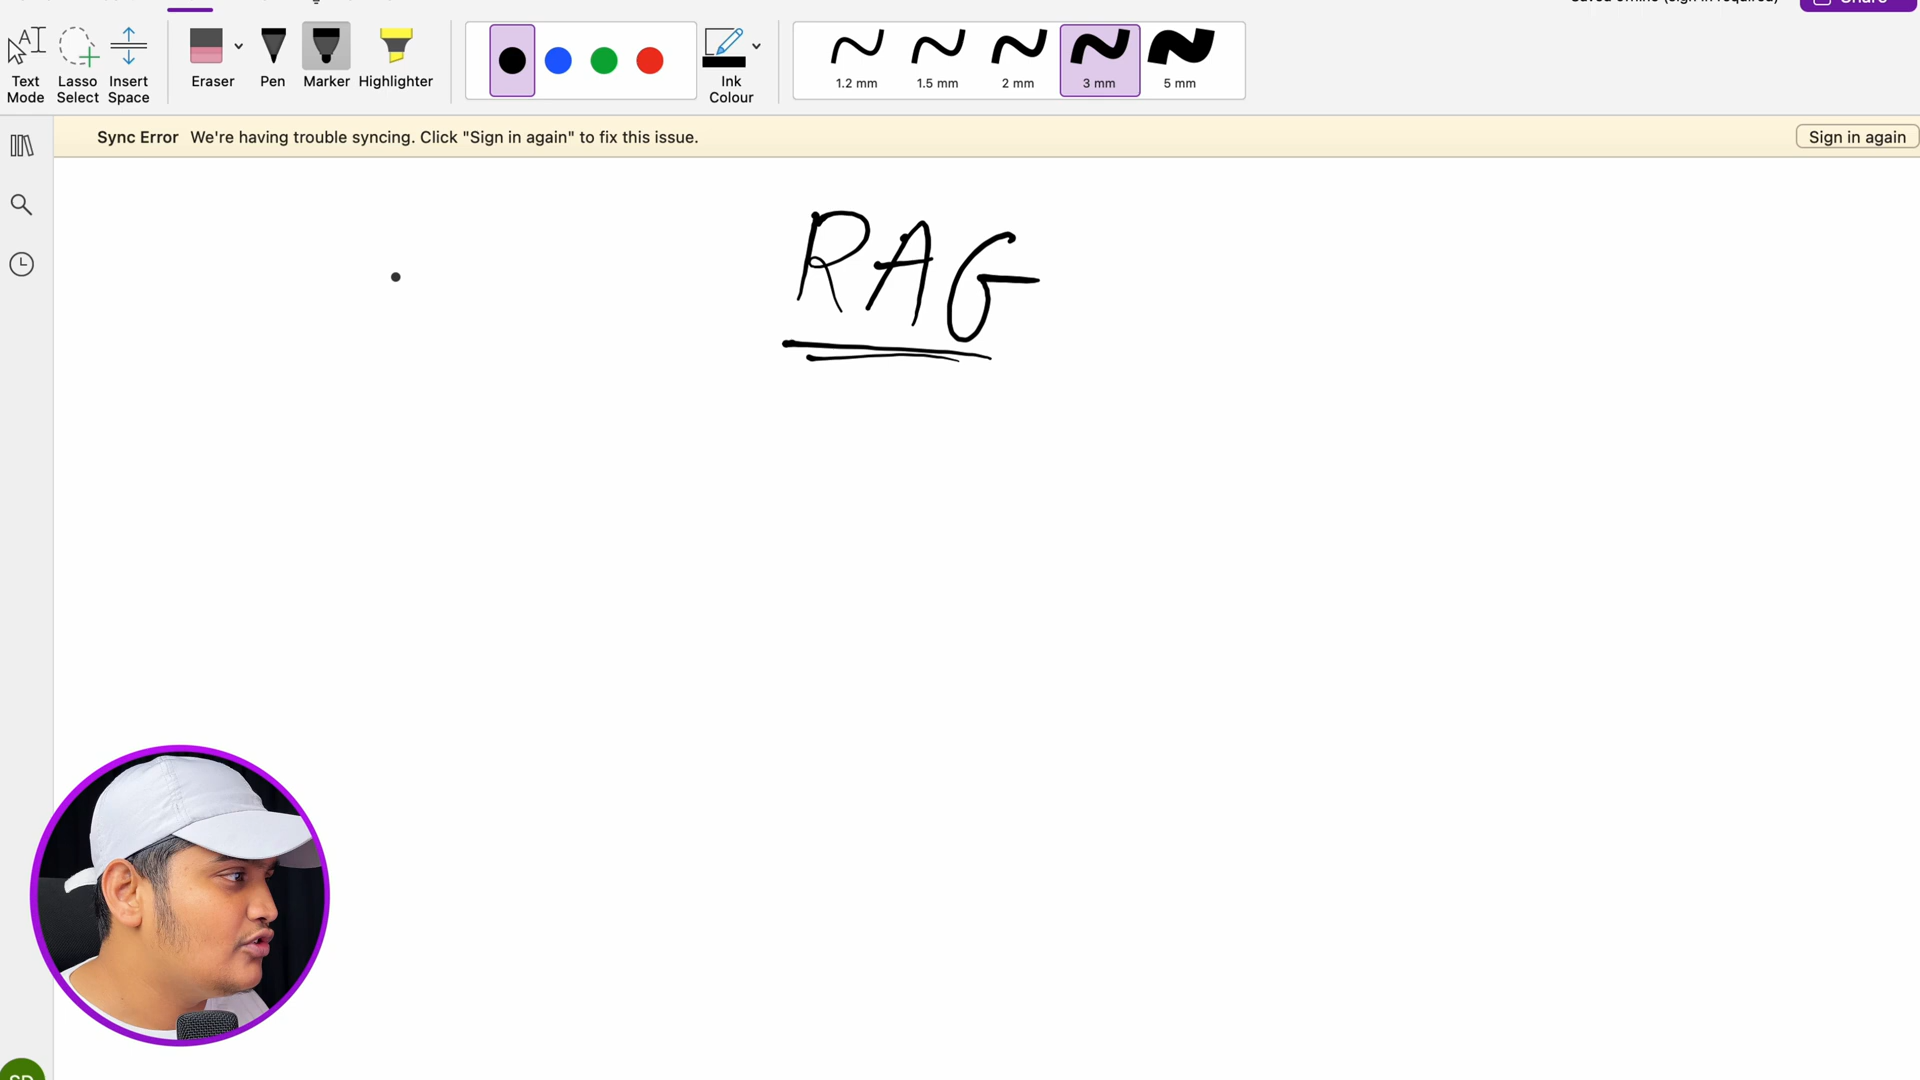 Text Mode
Lasso Select
Insert Space
Eraser
Pen
Marker
Highlighter
Ink Colour
1.2 mm
1.5 mm
2 mm
3 mm
5 mm
Sync Error We're having trouble syncing. Click "Sign in again" to fix this issue.
Sign in again
RAG